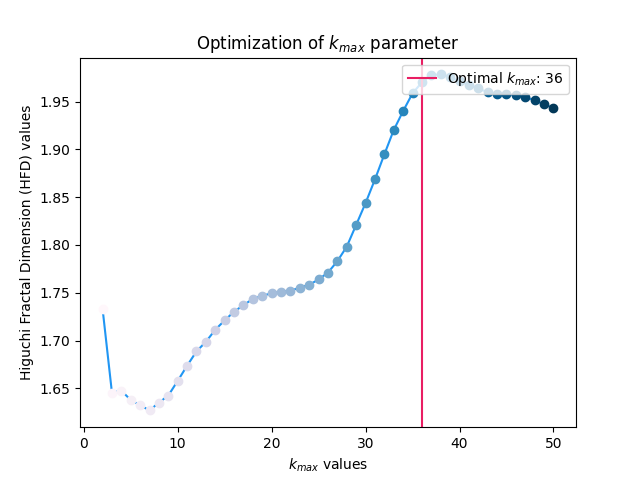 Optimization of $k_{max}$ parameter
Optimal $k_{max}$: 36
Higuchi Fractal Dimension (HFD) values
1.95
1.90
1.85
1.80
1.75
1.70
1.65
0 10 20 30 40 50
$k_{max}$ values